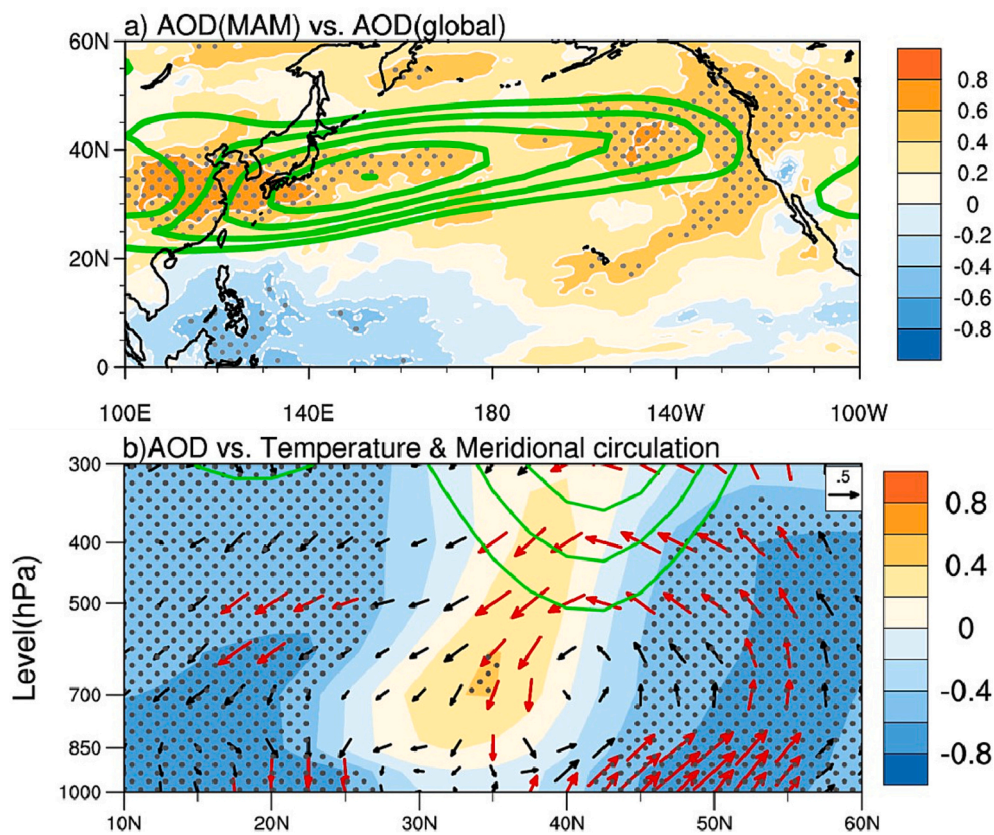 a) AOD(MAM) vs. AOD(global)
60N
40N
20N
0
100E 140E 180 140W 100W
0.8
0.6
0.4
0.2
0
-0.2
-0.4
-0.6
-0.8
b)AOD vs. Temperature & Meridional circulation
Level(hPa)
300
400
500
700
850
1000
10N 20N 30N 40N 50N 60N
.5
0.8
0.4
0
-0.4
-0.8